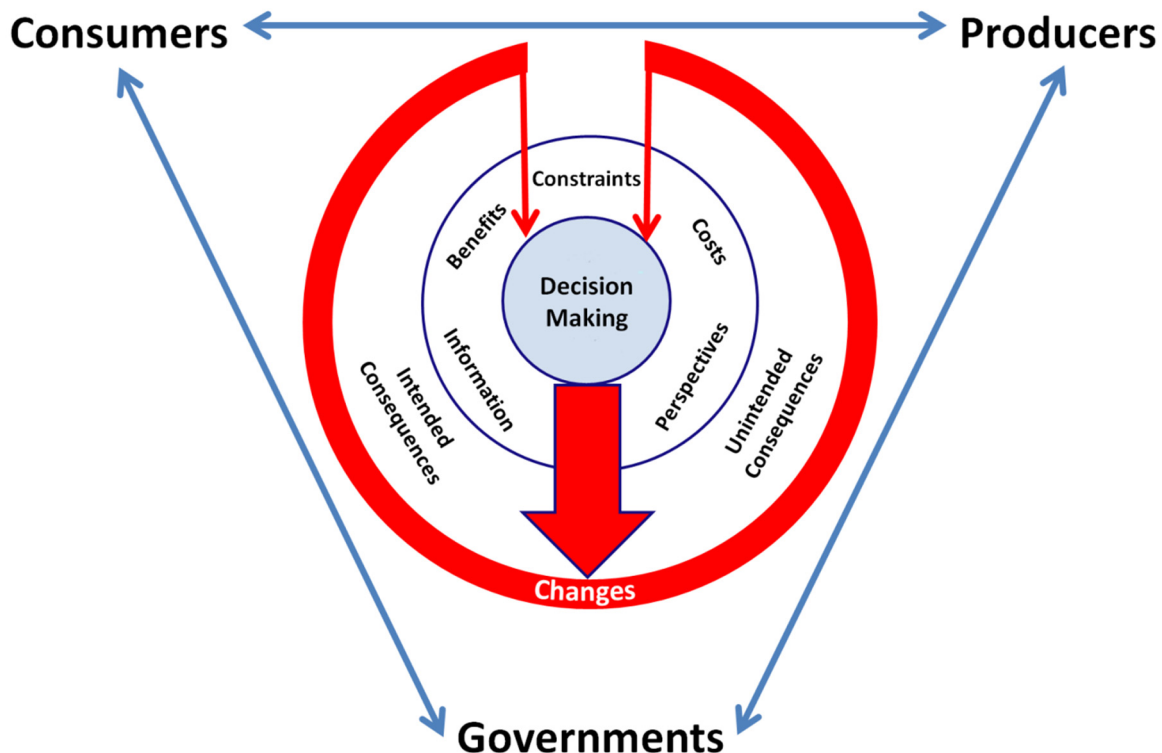 Consumers
Producers
Constraints
Benefits
Costs
Decision
Making
Information
Perspectives
Intended
Consequences
Unintended
Consequences
Changes
Governments